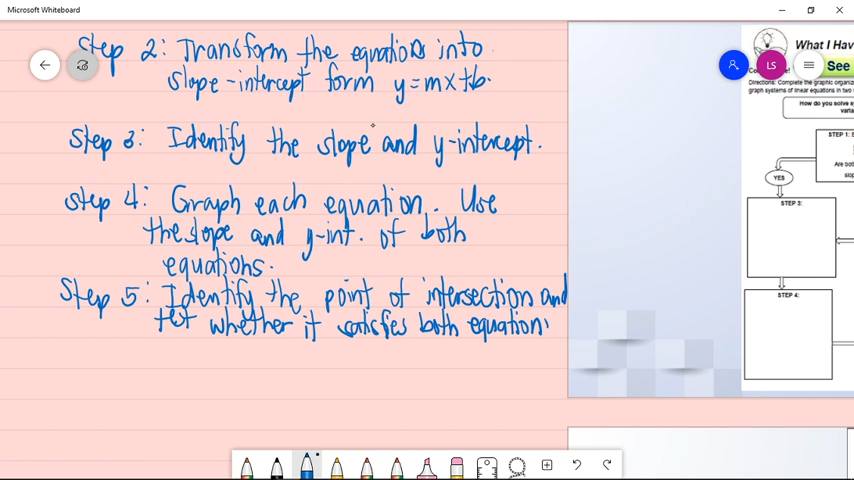 Microsoft Whiteboard
Step 2: Transform the equations into
slope-intercept form y=mx+b.
Step 3: Identify the slope and y-intercept.
Step 4: Graph each equation. Use
the slope and y-int. of both
equations.
Step 5: Identify the point of intersection and
test whether it satisfies both equations
LS
What I Hav
See
Directions: Complete the graphic organiz
graph systems of linear equations in two
How do you solve sy
varia
STEP 1:
Are bot
slop
YES
STEP 3:
STEP 4: